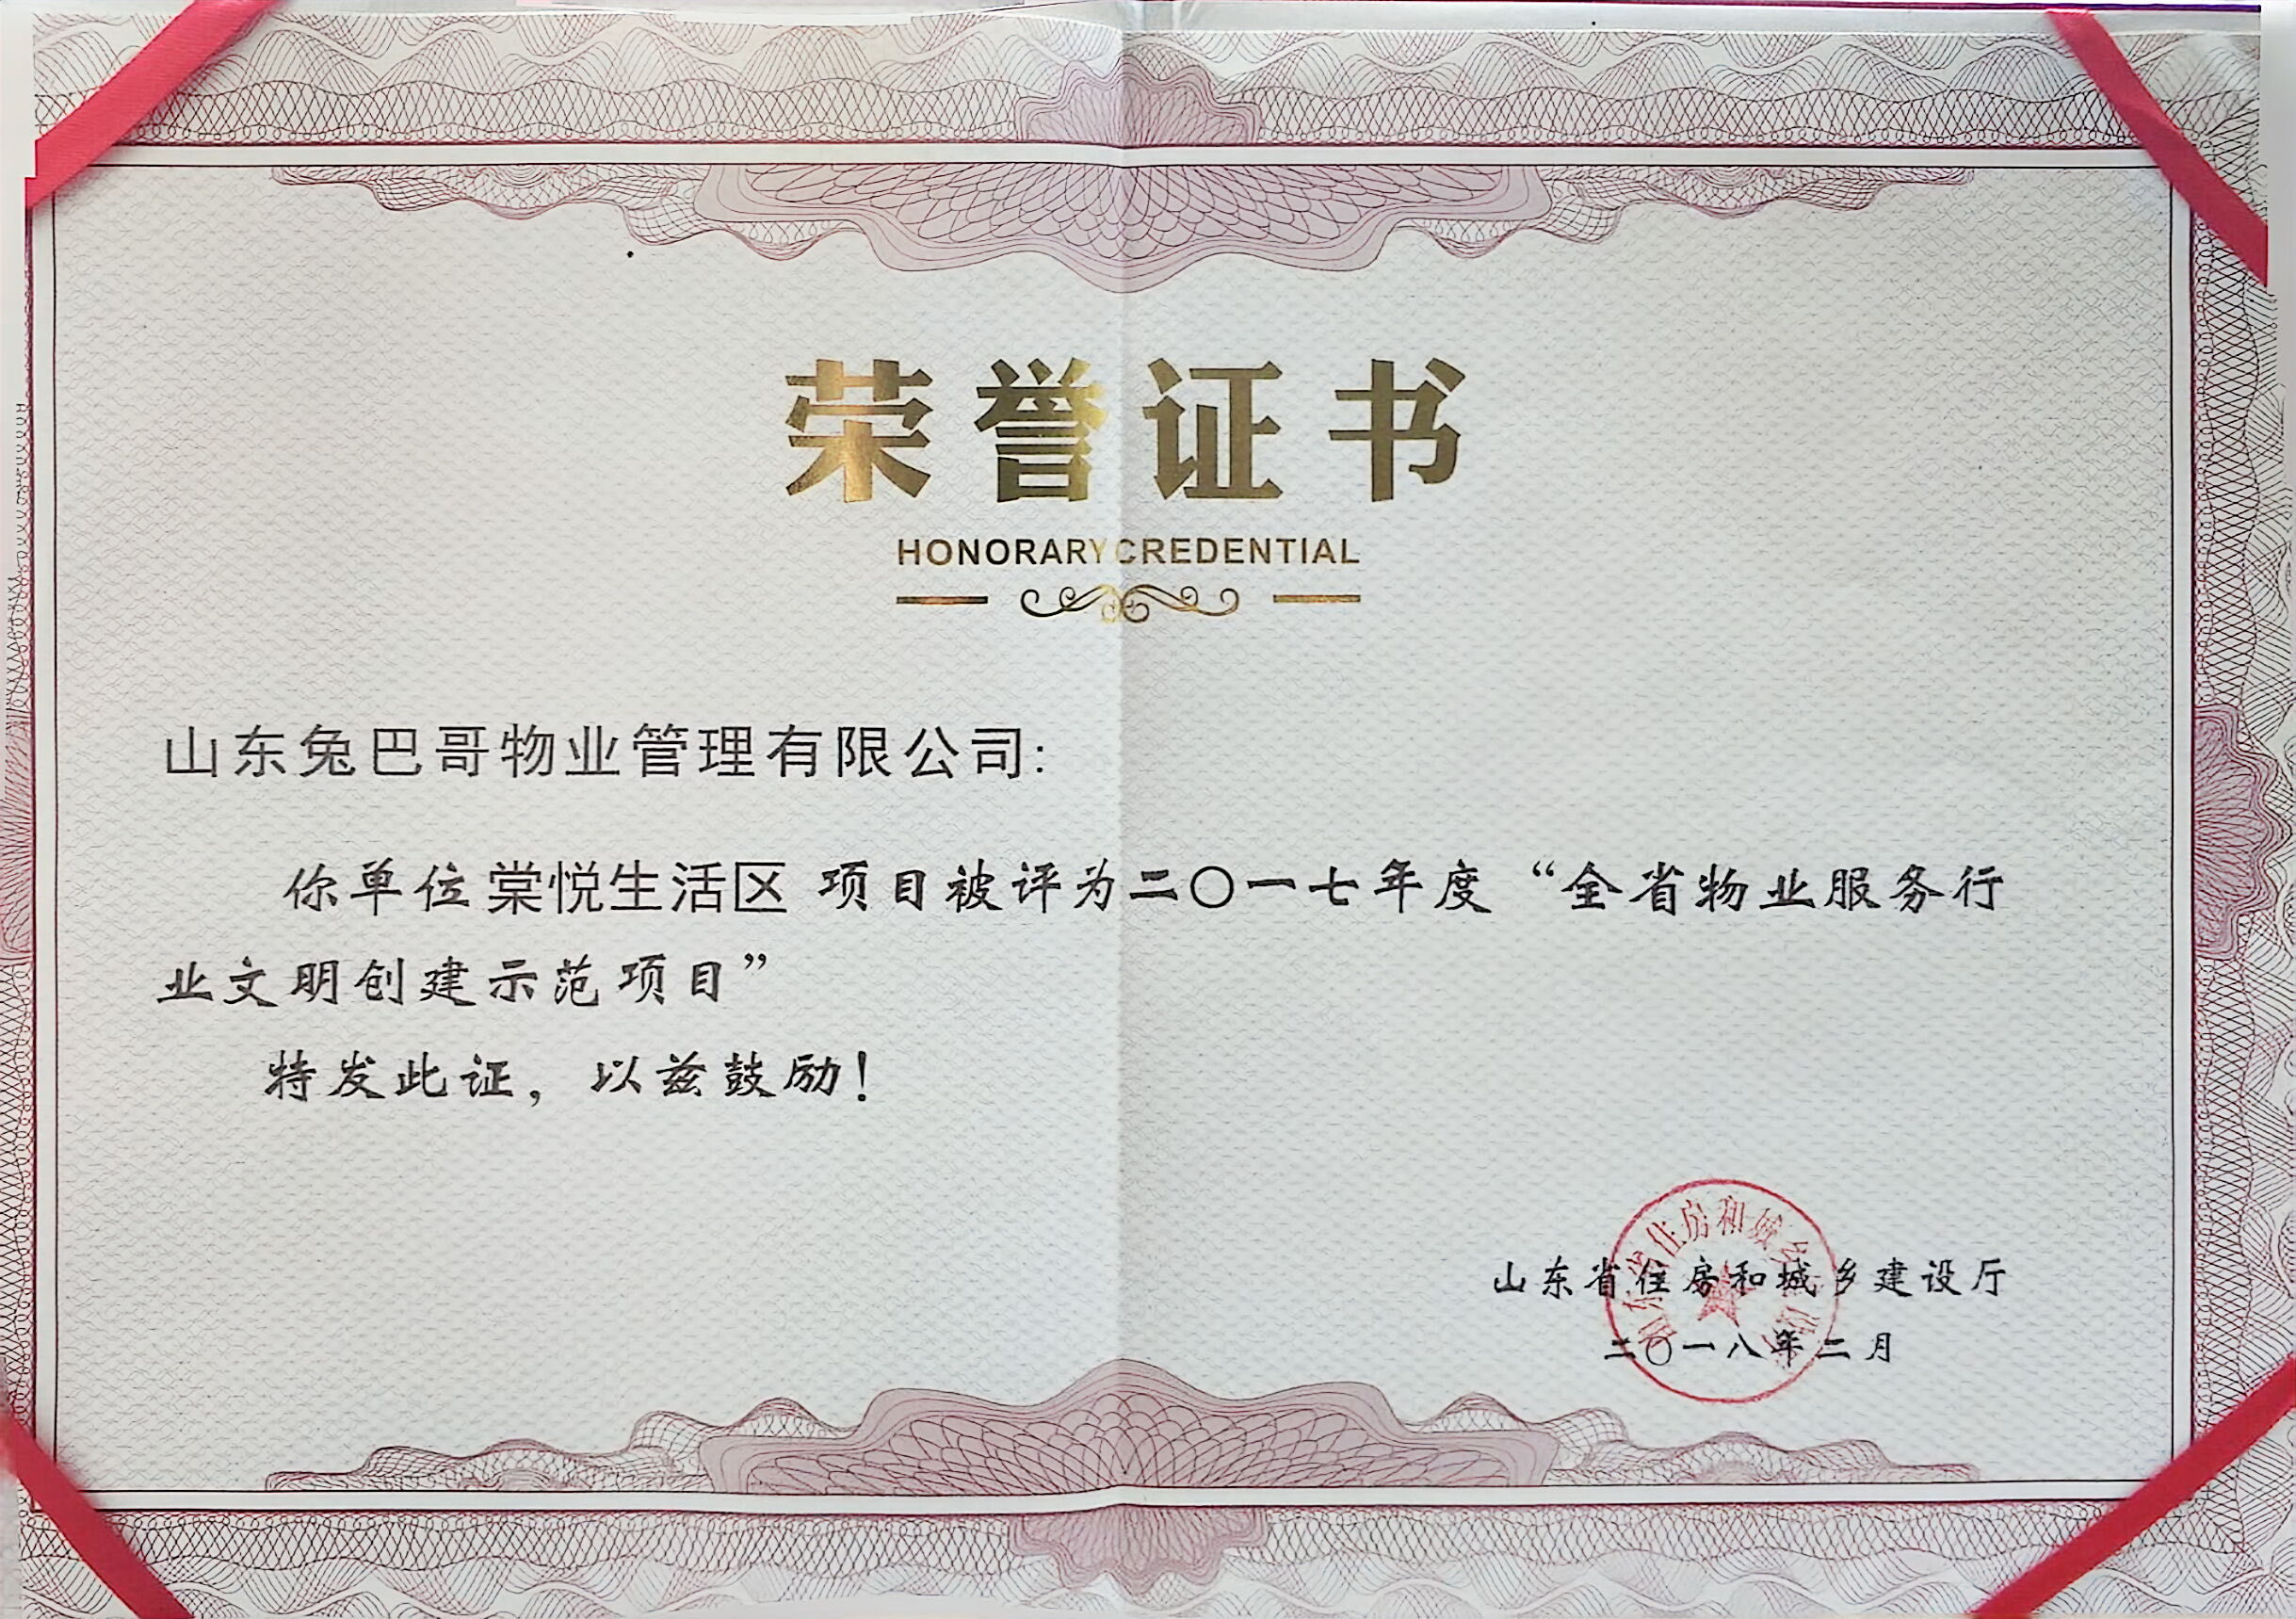 荣誉证书
HONORARY CREDENTIAL
山东兔巴哥物业管理有限公司:
你单位棠悦生活区 项目被评为二〇一七年度“全省物业服务行
业文明创建示范项目”
特发此证，以兹鼓励！
山东省住房和城乡建设厅
二〇一八年二月